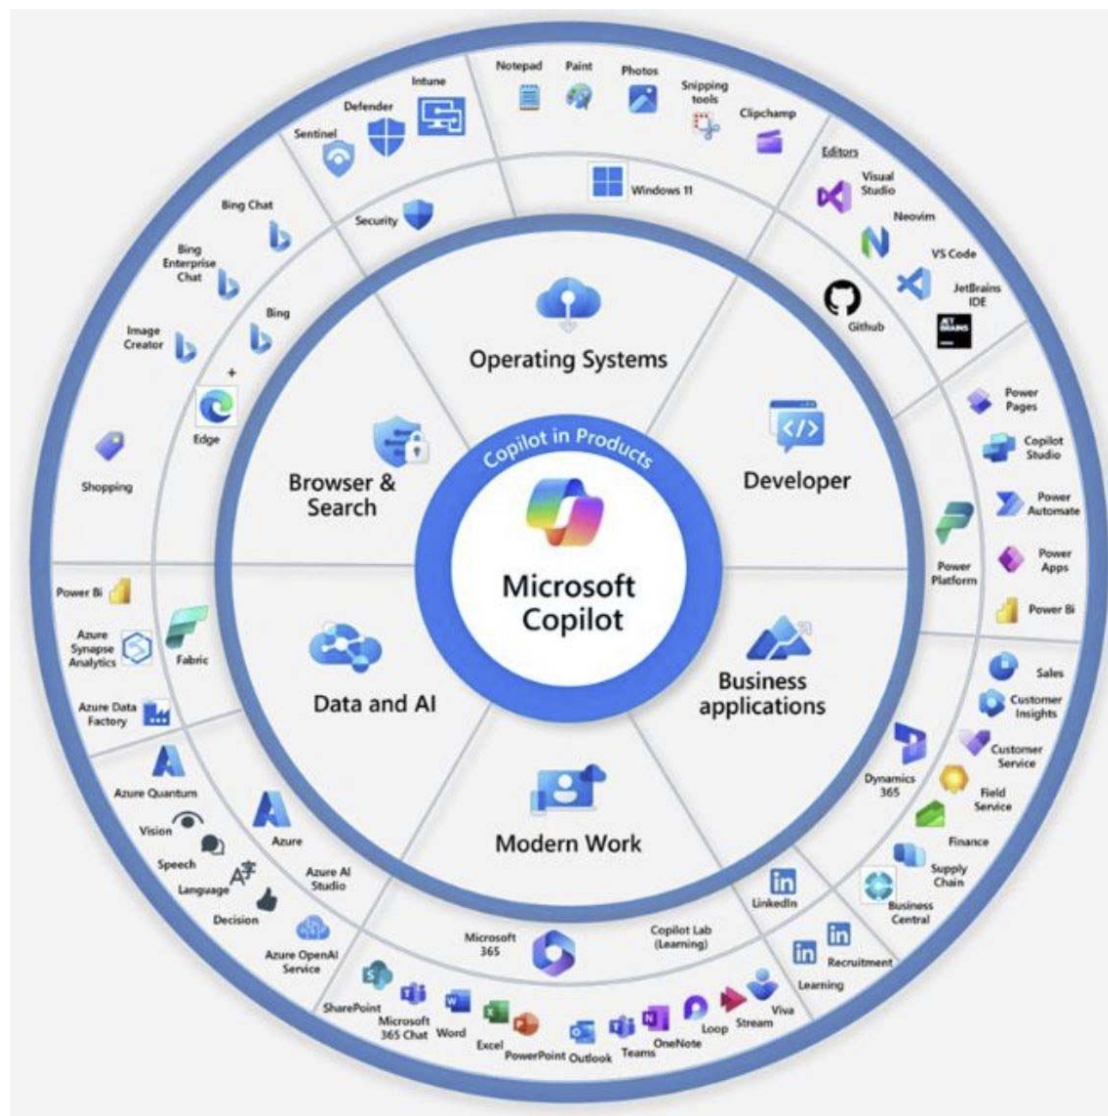 Notepad
Paint
Photos
Snipping
tools
Clipchamp
Windows 11
Operating Systems
Editors
Visual
Studio
Neovim
VS Code
JetBrains
IDE
JET
BRAINS
Github
Developer
Power
Pages
Copilot
Studio
Power
Automate
Power
Apps
Power Bi
Power
Platform
Business
applications
Sales
Customer
Insights
Customer
Service
Field
Service
Finance
Supply
Chain
Business
Central
Dynamics
365
LinkedIn
in
in
Recruitment
in
Learning
Modern Work
Microsoft
365
Copilot Lab
(Learning)
SharePoint
Microsoft
365 Chat
Word
Excel
PowerPoint
Outlook
Teams
OneNote
Loop
Stream
Viva
Data and AI
Fabric
Power Bi
Azure
Synapse
Analytics
Azure Data
Factory
Azure
Azure AI
Studio
Azure Quantum
Vision
Speech
Language
Decision
Azure OpenAI
Service
Browser &
Search
Bing
+
Edge
Bing Chat
Bing
Enterprise
Chat
Image
Creator
Shopping
Security
Sentinel
Defender
Intune
Copilot in Products
Microsoft
Copilot